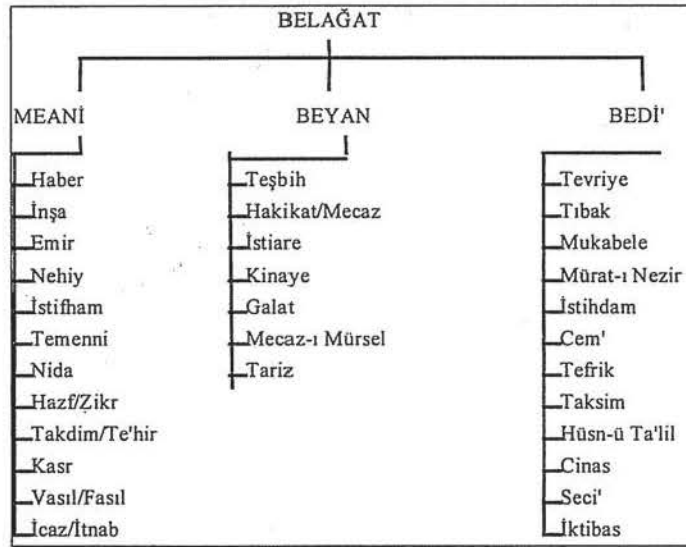 BELAĞAT
MEANİ
Haber
İnşa
Emir
Nehiy
İstifham
Temenni
Nida
Hazf/Zikr
Takdim/Te'hir
Kasr
Vasıl/Fasıl
İcaz/İtnab
BEYAN
Teşbih
Hakikat/Mecaz
İstiare
Kinaye
Galat
Mecaz-ı Mürsel
Tariz
BEDİ'
Tevriye
Tıbak
Mukabele
Mürat-ı Nezir
İstihdam
Cem'
Tefrik
Taksim
Hüsn-ü Ta'lil
Cinas
Seci'
İktibas